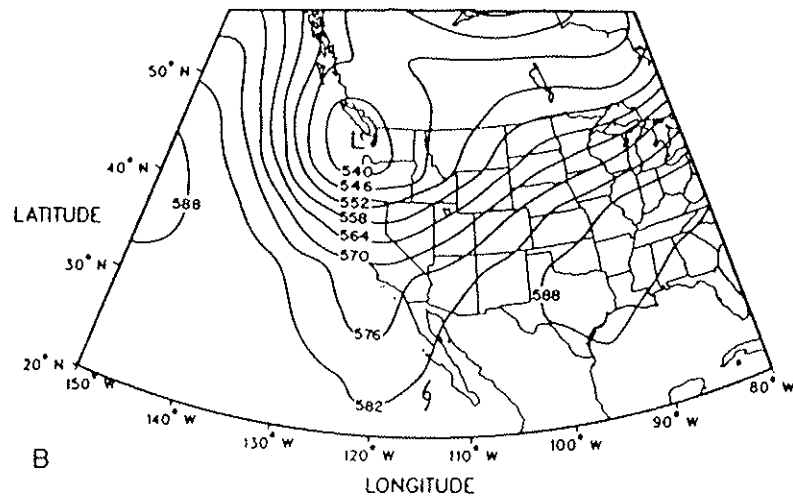 50° N
40° N
588
LATITUDE
30° N
20° N
150° W
140° W
130° W
120° W
110° W
100° W
90° W
80° W
L
540
546
552
558
564
570
576
582
588
B
LONGITUDE